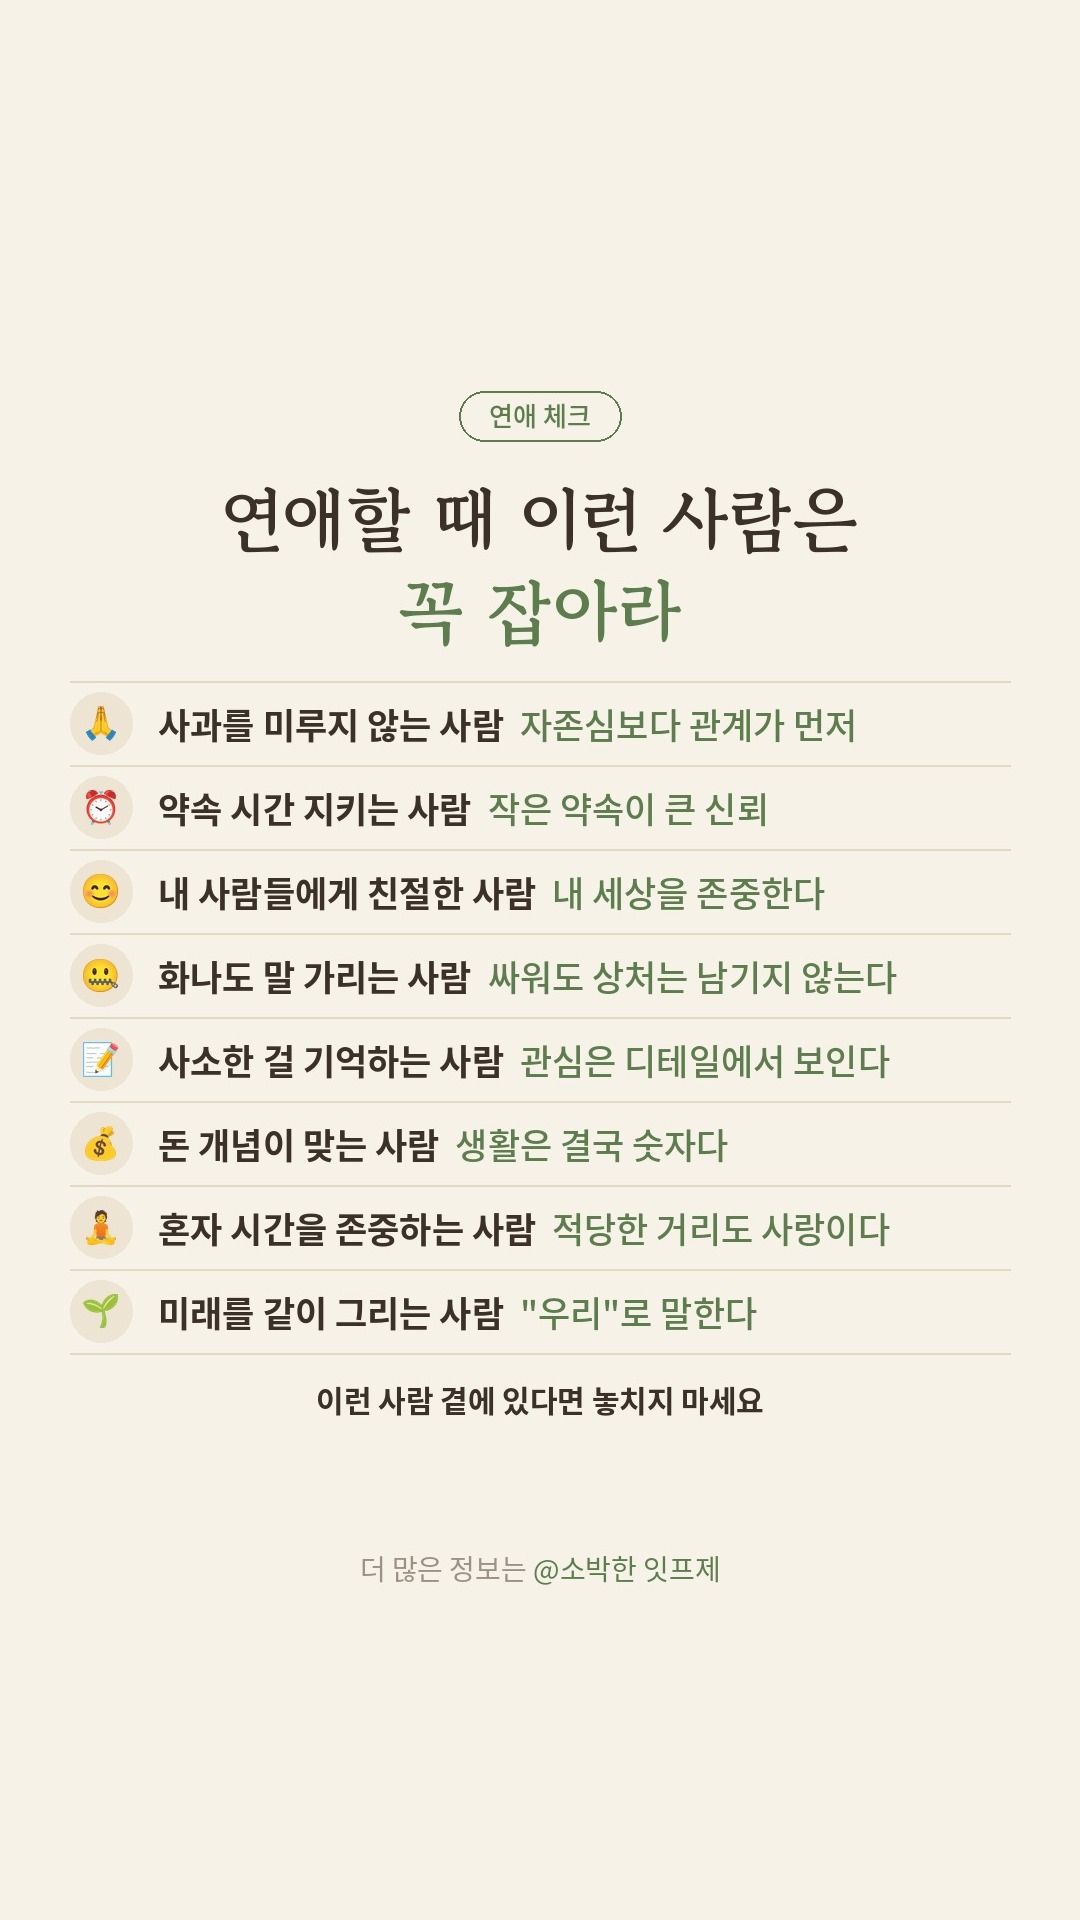 연애 체크
연애할 때 이런 사람은
꼭 잡아라
사과를 미루지 않는 사람 자존심보다 관계가 먼저
약속 시간 지키는 사람 작은 약속이 큰 신뢰
내 사람들에게 친절한 사람 내 세상을 존중한다
화나도 말 가리는 사람 싸워도 상처는 남기지 않는다
사소한 걸 기억하는 사람 관심은 디테일에서 보인다
돈 개념이 맞는 사람 생활은 결국 숫자다
혼자 시간을 존중하는 사람 적당한 거리도 사랑이다
미래를 같이 그리는 사람 "우리"로 말한다
이런 사람 곁에 있다면 놓치지 마세요
더 많은 정보는 @소박한 잇프제